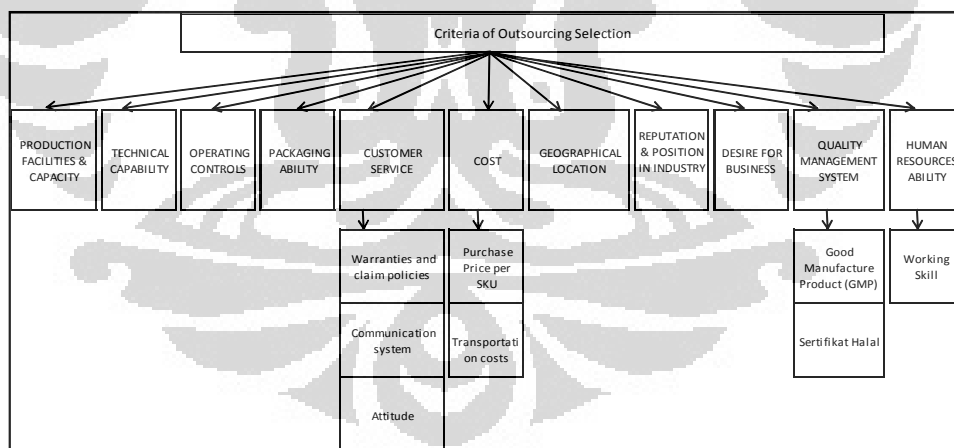 Criteria of Outsourcing Selection
PRODUCTION
FACILITIES &
CAPACITY
TECHNICAL
CAPABILITY
OPERATING
CONTROLS
PACKAGING
ABILITY
CUSTOMER
SERVICE
COST
GEOGRAPHICAL
LOCATION
REPUTATION
& POSITION
IN INDUSTRY
DESIRE FOR
BUSINESS
QUALITY
MANAGEMENT
SYSTEM
HUMAN
RESOURCES
ABILITY
Warranties and
claim policies
Communication
system
Attitude
Purchase
Price per
SKU
Transportati
on costs
Good
Manufacture
Product (GMP)
Sertifikat Halal
Working
Skill